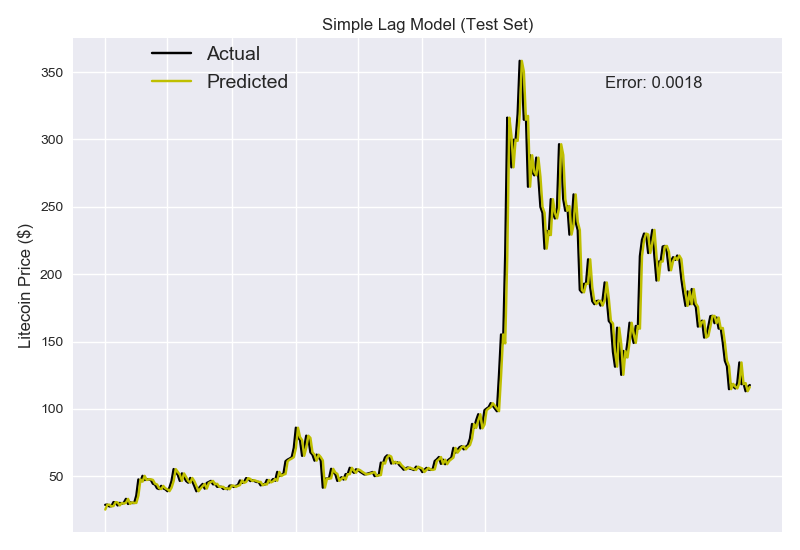 Simple Lag Model (Test Set)
Actual
Predicted
Error: 0.0018
350
300
250
200
150
100
50
Litecoin Price ($)